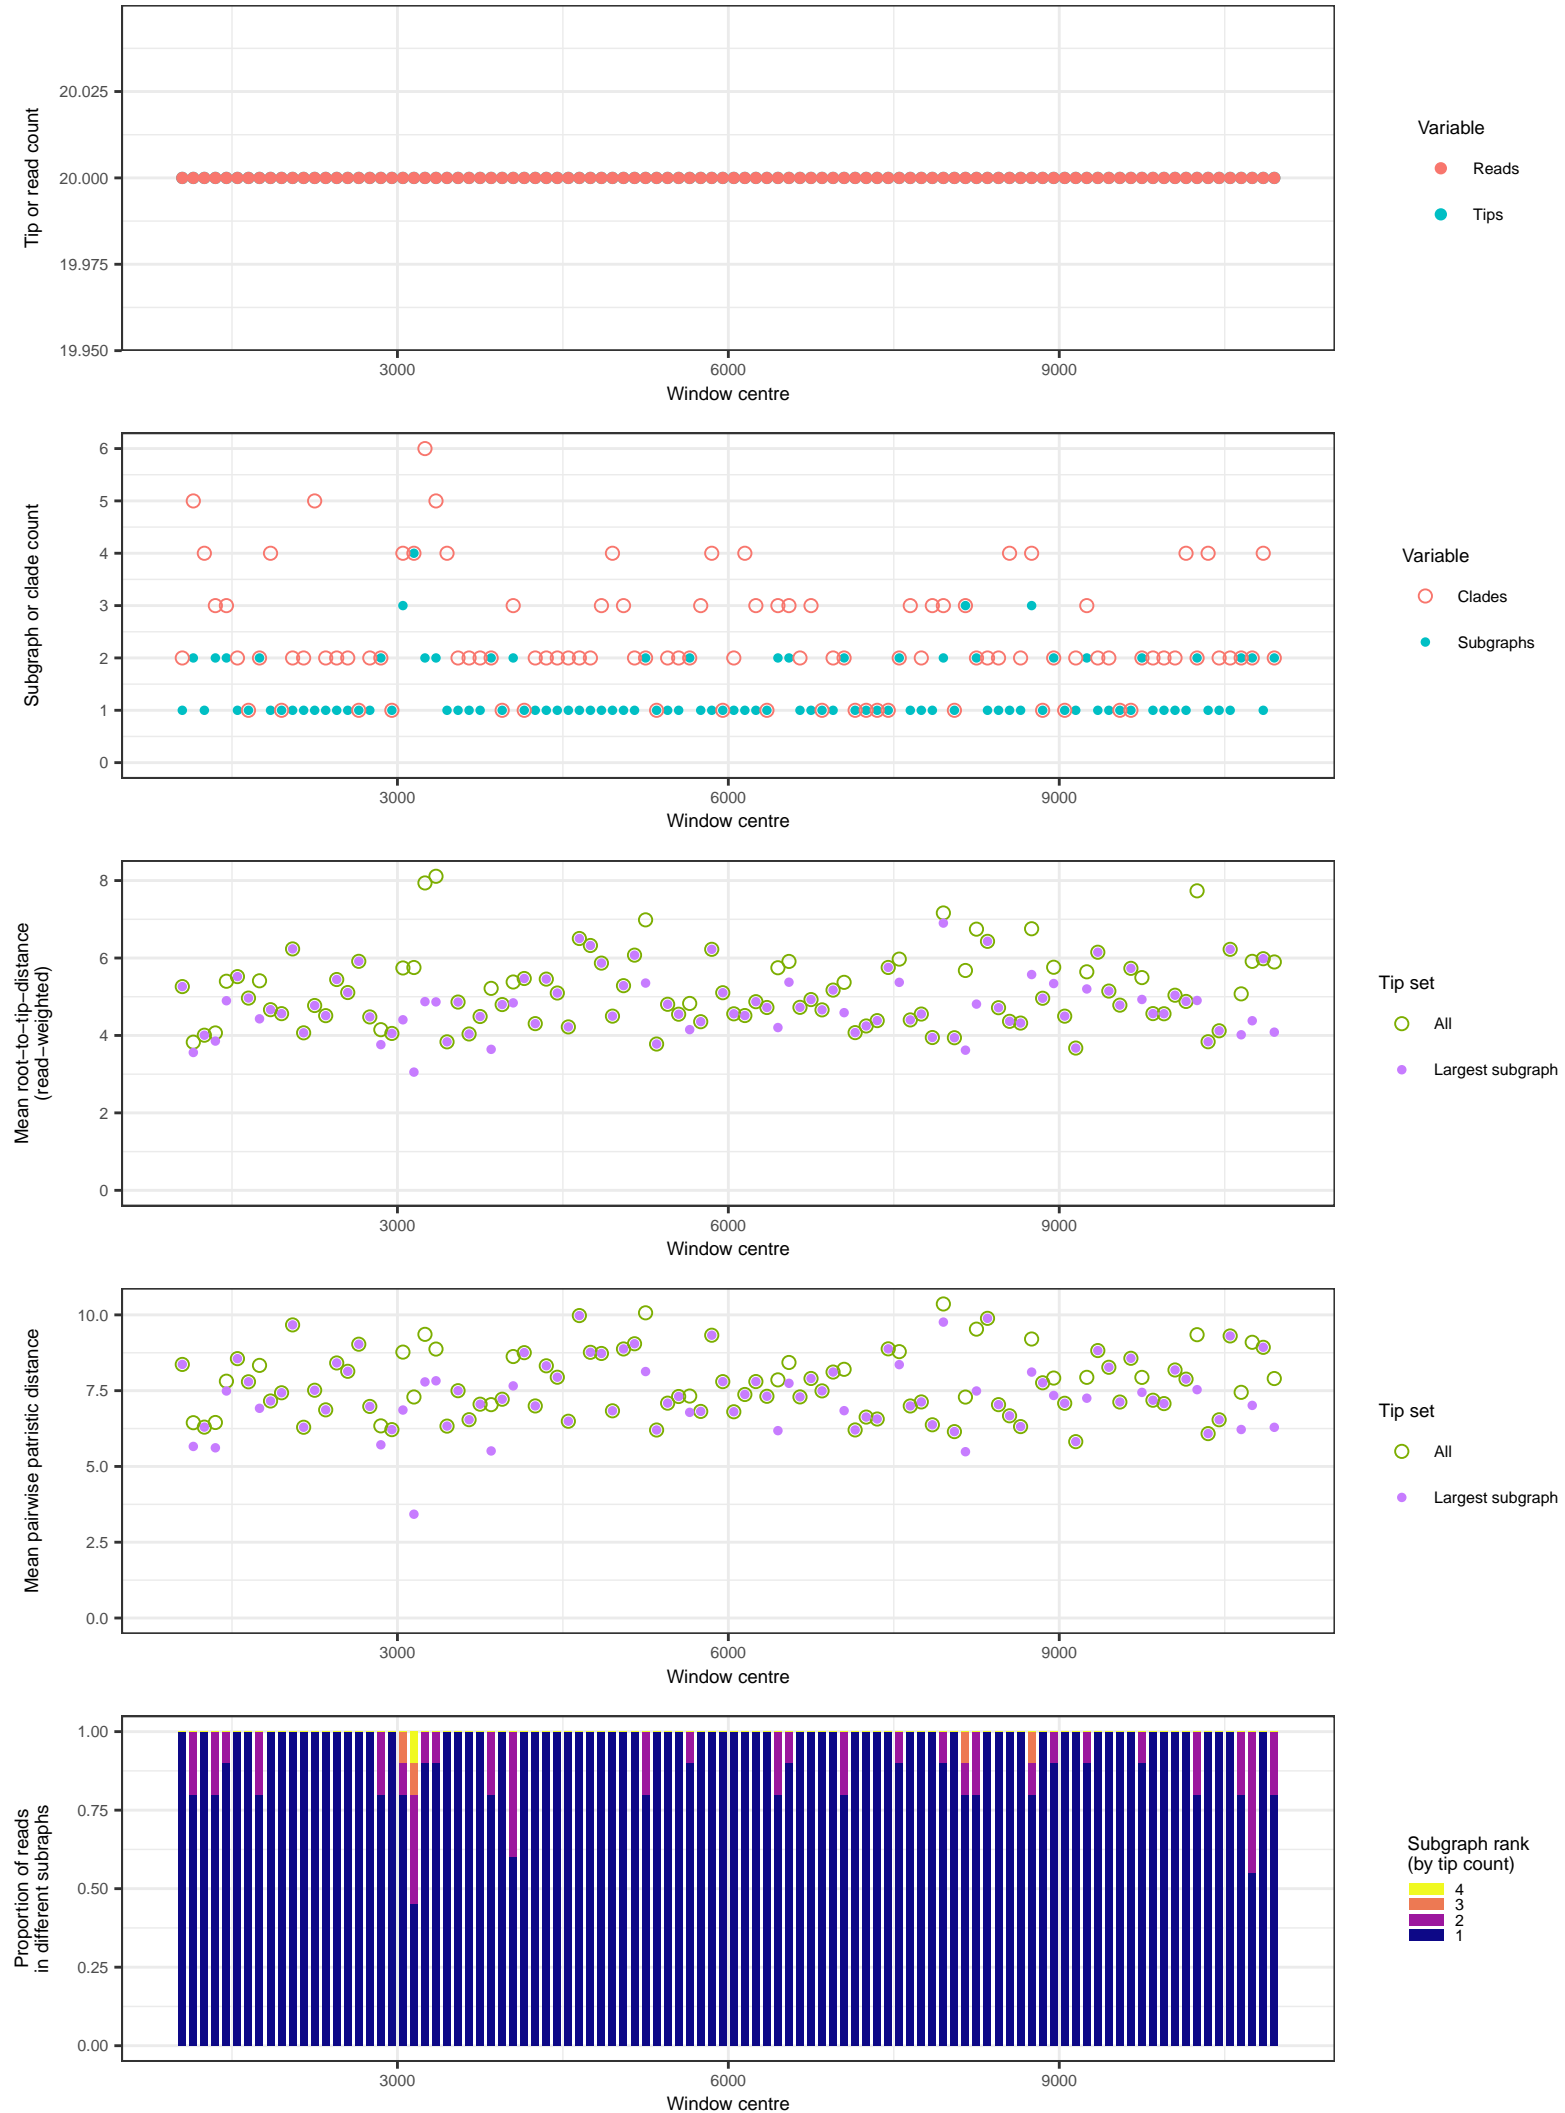 20.025
20.000
19.975
19.950
Tip or read count
3000 6000 9000
Window centre
Variable
Reads
Tips
6
5
4
3
2
1
0
Subgraph or clade count
3000 6000 9000
Window centre
Variable
Clades
Subgraphs
8
6
4
2
0
Mean root−to−tip−distance
(read−weighted)
3000 6000 9000
Window centre
Tip set
All
Largest subgraph
10.0
7.5
5.0
2.5
0.0
Mean pairwise patristic distance
3000 6000 9000
Window centre
Tip set
All
Largest subgraph
1.00
0.75
0.50
0.25
0.00
Proportion of reads
in different subraphs
3000 6000 9000
Window centre
Subgraph rank
(by tip count)
4
3
2
1